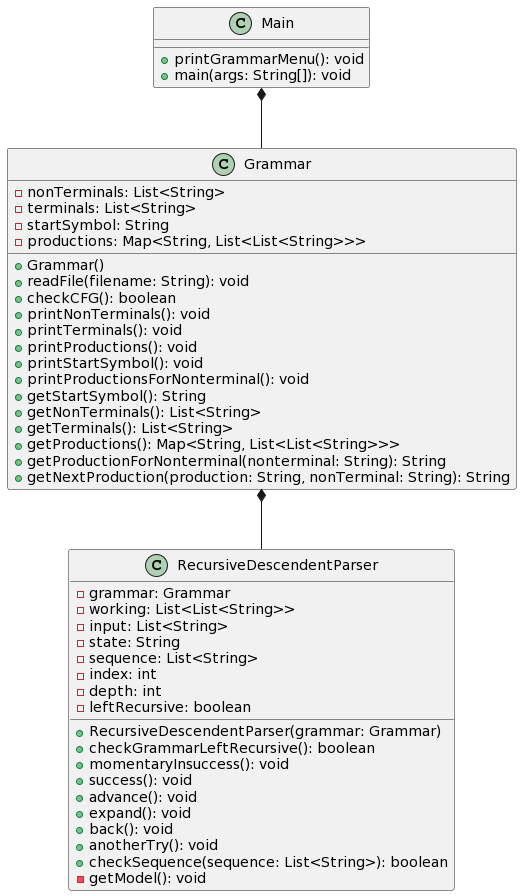 C Main
printGrammarMenu(): void
main(args: String[]): void
C Grammar
nonTerminals: List<String>
terminals: List<String>
startSymbol: String
productions: Map<String, List<List<String>>>
Grammar()
readFile(filename: String): void
checkCFG(): boolean
printNonTerminals(): void
printTerminals(): void
printProductions(): void
printStartSymbol(): void
printProductionsForNonterminal(): void
getStartSymbol(): String
getNonTerminals(): List<String>
getTerminals(): List<String>
getProductions(): Map<String, List<List<String>>>
getProductionForNonterminal(nonterminal: String): String
getNextProduction(production: String, nonTerminal: String): String
C RecursiveDescendentParser
grammar: Grammar
working: List<List<String>>
input: List<String>
state: String
sequence: List<String>
index: int
depth: int
leftRecursive: boolean
RecursiveDescendentParser(grammar: Grammar)
checkGrammarLeftRecursive(): boolean
momentaryInsuccess(): void
success(): void
advance(): void
expand(): void
back(): void
anotherTry(): void
checkSequence(sequence: List<String>): boolean
getModel(): void